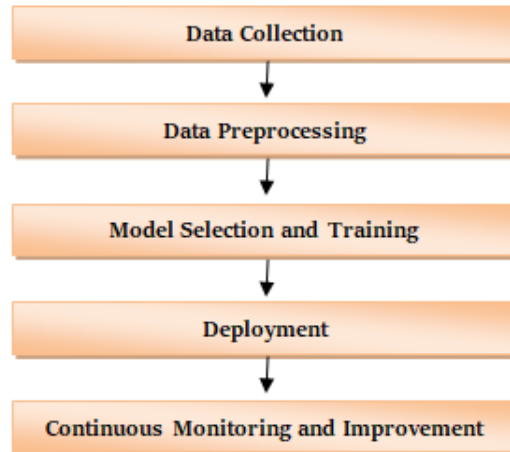 Data Collection
Data Preprocessing
Model Selection and Training
Deployment
Continuous Monitoring and Improvement